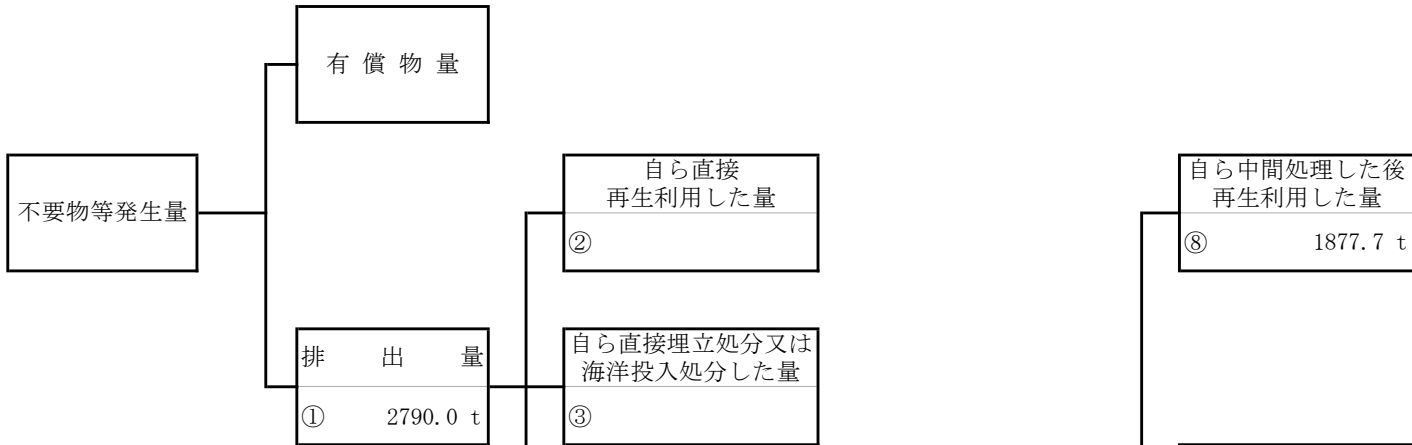 有 償 物 量
不要物等発生量
自ら直接
再生利用した量
②
自ら中間処理した後
再生利用した量
⑧ 1877.7 t
排 出 量
① 2790.0 t
自ら直接埋立処分又は
海洋投入処分した量
③